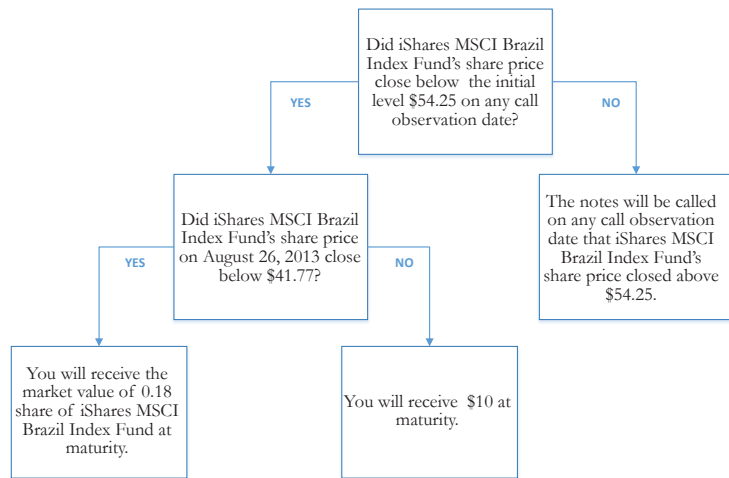 Did iShares MSCI Brazil
Index Fund's share price
close below the initial
level $54.25 on any call
observation date?
YES
NO
Did iShares MSCI Brazil
Index Fund's share price
on August 26, 2013 close
below $41.77?
The notes will be called
on any call observation
date that iShares MSCI
Brazil Index Fund's
share price closed above
$54.25.
YES
NO
You will receive the
market value of 0.18
share of iShares MSCI
Brazil Index Fund at
maturity.
You will receive $10 at
maturity.